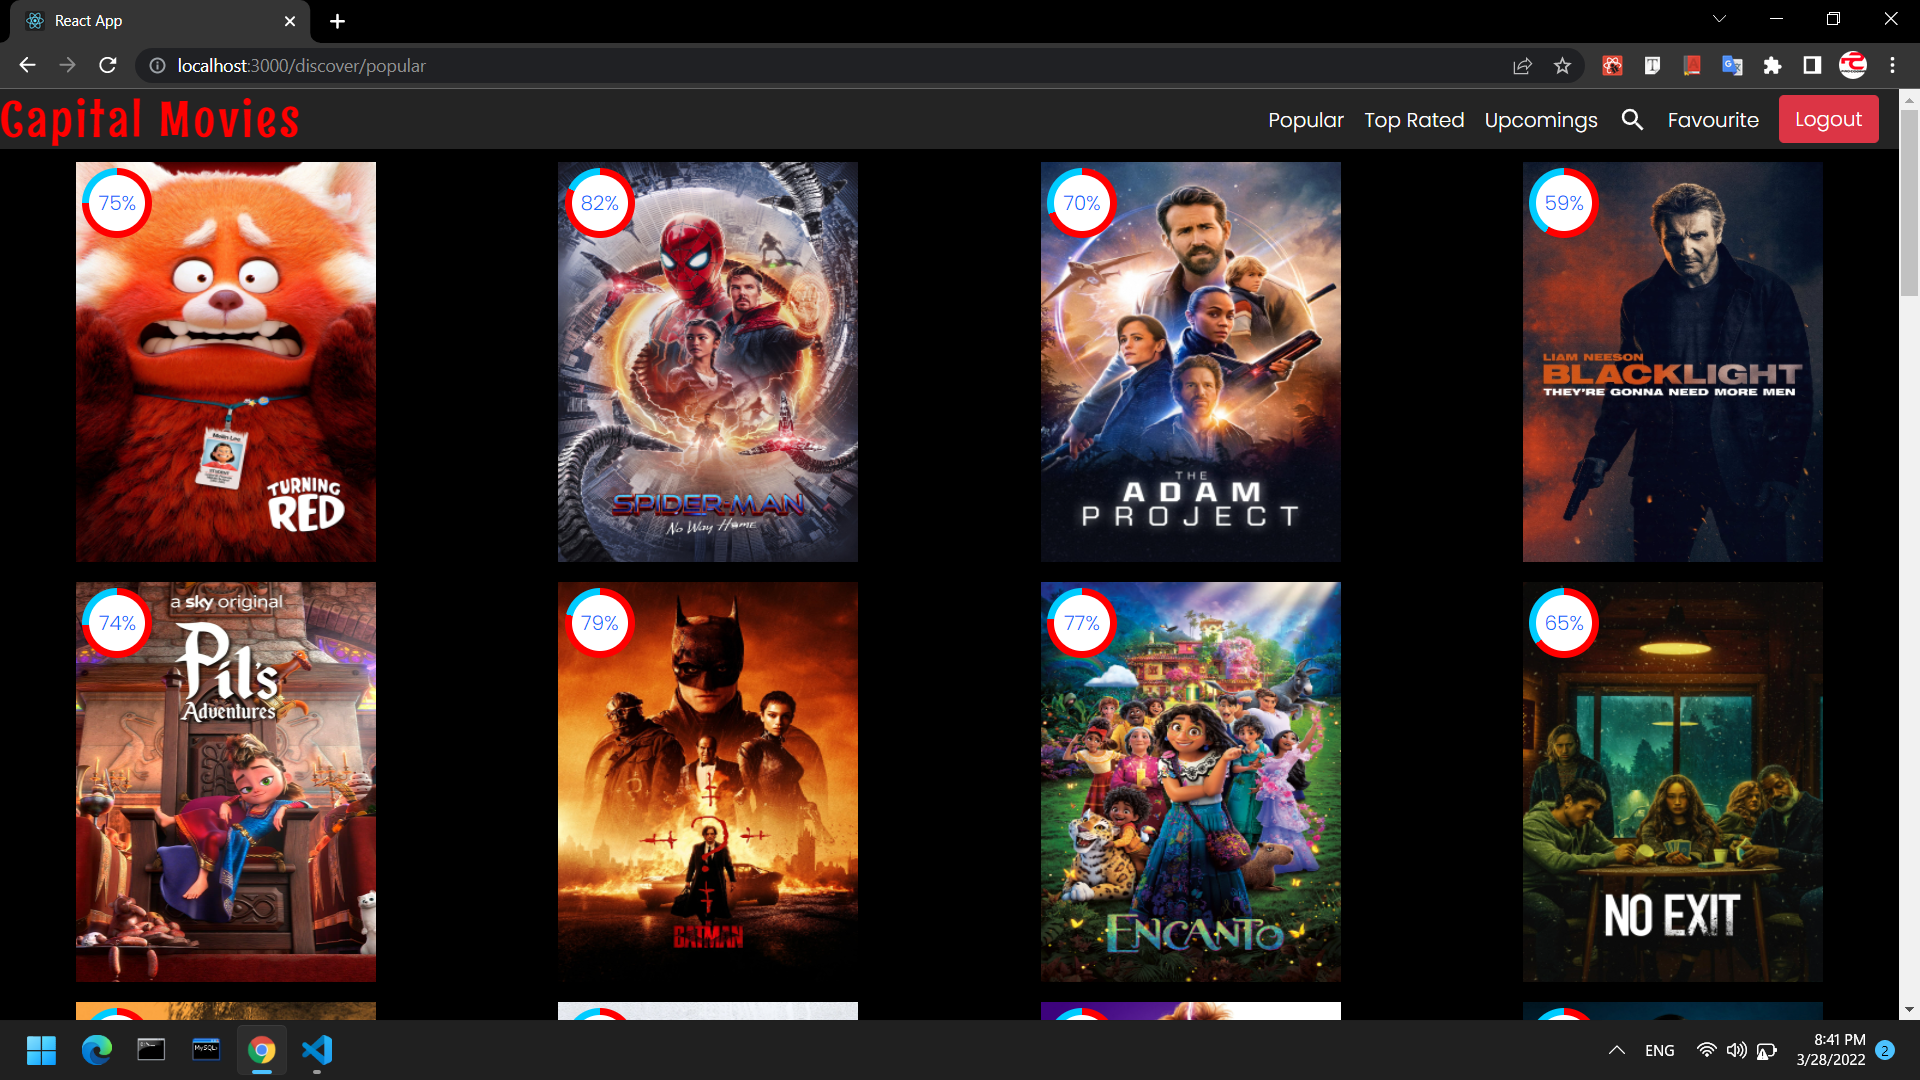 React App
localhost:3000/discover/popular
Capital Movies
Popular
Top Rated
Upcomings
Favourite
Logout
75%
TURNING
RED
82%
SPIDER-MAN
No Way Home
70%
THE
ADAM
PROJECT
59%
LIAM NEESON
BLACKLIGHT
THEY'RE GONNA NEED MORE MEN
74%
a sky original
Pil's
Adventures
79%
THE
BATMAN
77%
ENCANTO
65%
NO EXIT
MySQL
ENG
8:41 PM
3/28/2022
2